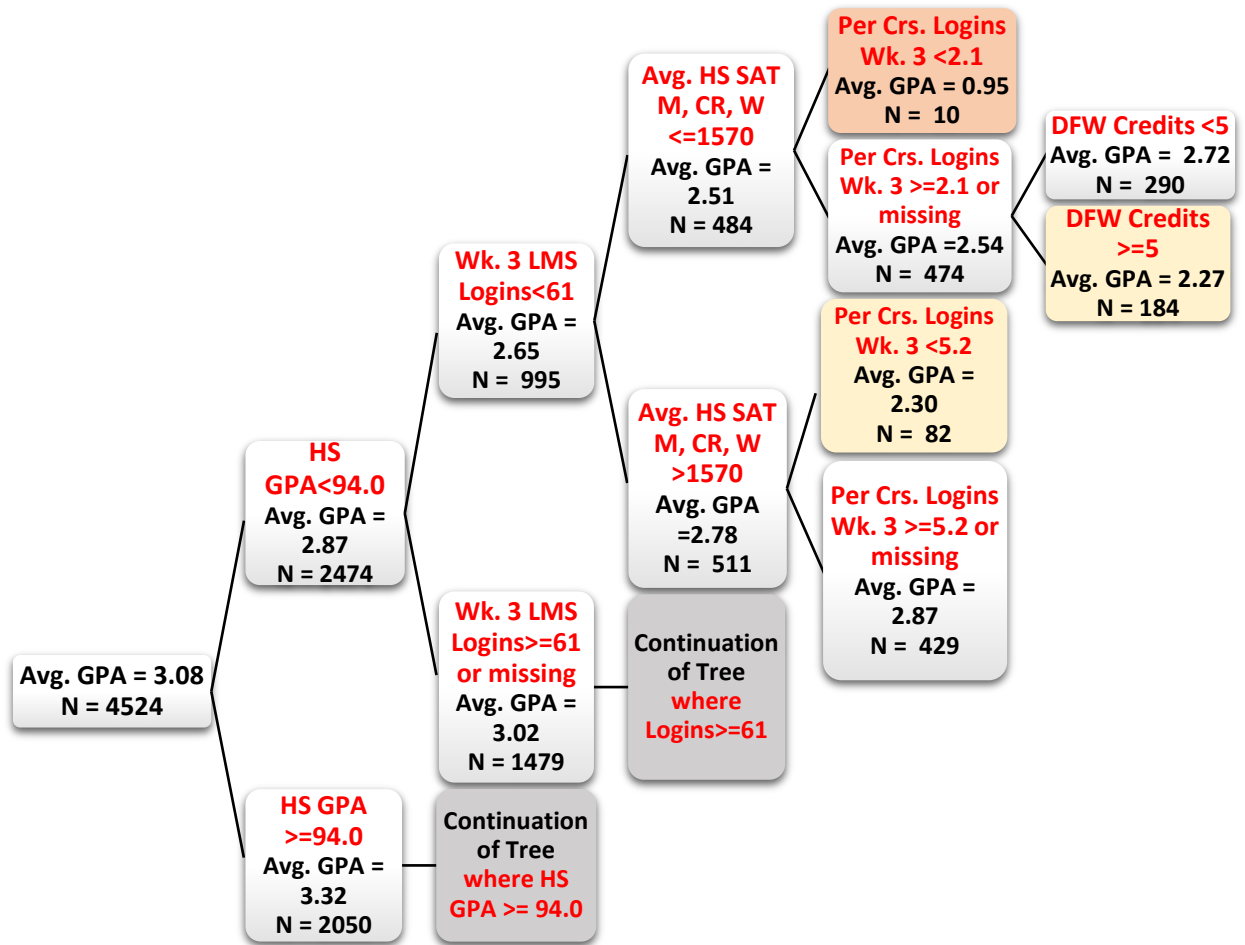 Avg. GPA = 3.08
N = 4524
HS
GPA<94.0
Avg. GPA =
2.87
N = 2474
HS GPA
>=94.0
Avg. GPA =
3.32
N = 2050
Wk. 3 LMS
Logins<61
Avg. GPA =
2.65
N = 995
Wk. 3 LMS
Logins>=61
or missing
Avg. GPA =
3.02
N = 1479
Continuation
of Tree
where HS
GPA >= 94.0
Avg. HS SAT
M, CR, W
<=1570
Avg. GPA =
2.51
N = 484
Avg. HS SAT
M, CR, W
>1570
Avg. GPA
=2.78
N = 511
Continuation
of Tree
where
Logins>=61
Per Crs. Logins
Wk. 3 <2.1
Avg. GPA = 0.95
N = 10
Per Crs. Logins
Wk. 3 >=2.1 or
missing
Avg. GPA =2.54
N = 474
Per Crs. Logins
Wk. 3 <5.2
Avg. GPA =
2.30
N = 82
Per Crs. Logins
Wk. 3 >=5.2 or
missing
Avg. GPA =
2.87
N = 429
DFW Credits <5
Avg. GPA = 2.72
N = 290
DFW Credits
>=5
Avg. GPA = 2.27
N = 184